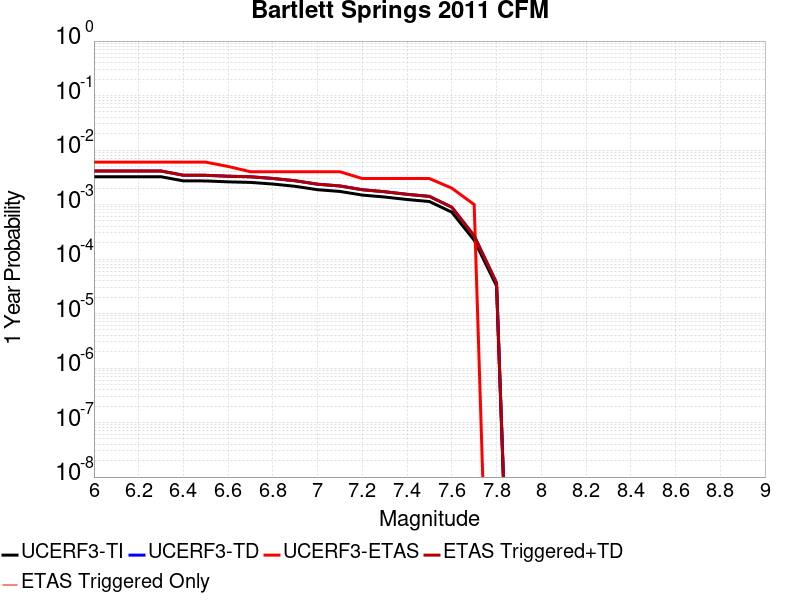 Bartlett Springs 2011 CFM
10^0
10^-1
10^-2
10^-3
10^-4
10^-5
10^-6
10^-7
10^-8
1 Year Probability
6 6.2 6.4 6.6 6.8 7 7.2 7.4 7.6 7.8 8 8.2 8.4 8.6 8.8 9
Magnitude
UCERF3-TI UCERF3-TD UCERF3-ETAS ETAS Triggered+TD
ETAS Triggered Only